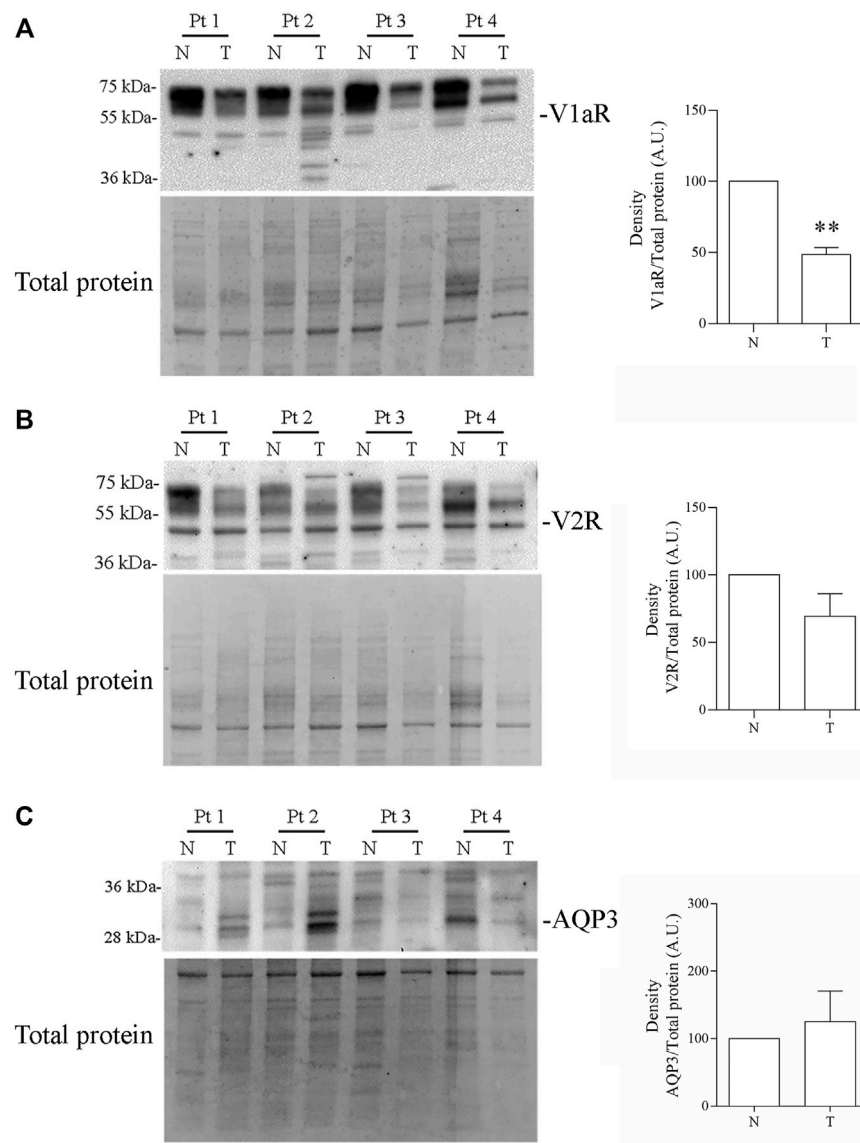 A
Pt 1 Pt 2 Pt 3 Pt 4
N T N T N T N T
75 kDa-
55 kDa-
36 kDa-
-V1aR
Total protein
Density
V1aR/Total protein (A.U.)
150
100
50
0
**
N T
B
Pt 1 Pt 2 Pt 3 Pt 4
N T N T N T N T
75 kDa-
55 kDa-
36 kDa-
-V2R
Total protein
Density
V2R/Total protein (A.U.)
150
100
50
0
N T
C
Pt 1 Pt 2 Pt 3 Pt 4
N T N T N T N T
36 kDa-
28 kDa-
-AQP3
Total protein
Density
AQP3/Total protein (A.U.)
300
200
100
0
N T